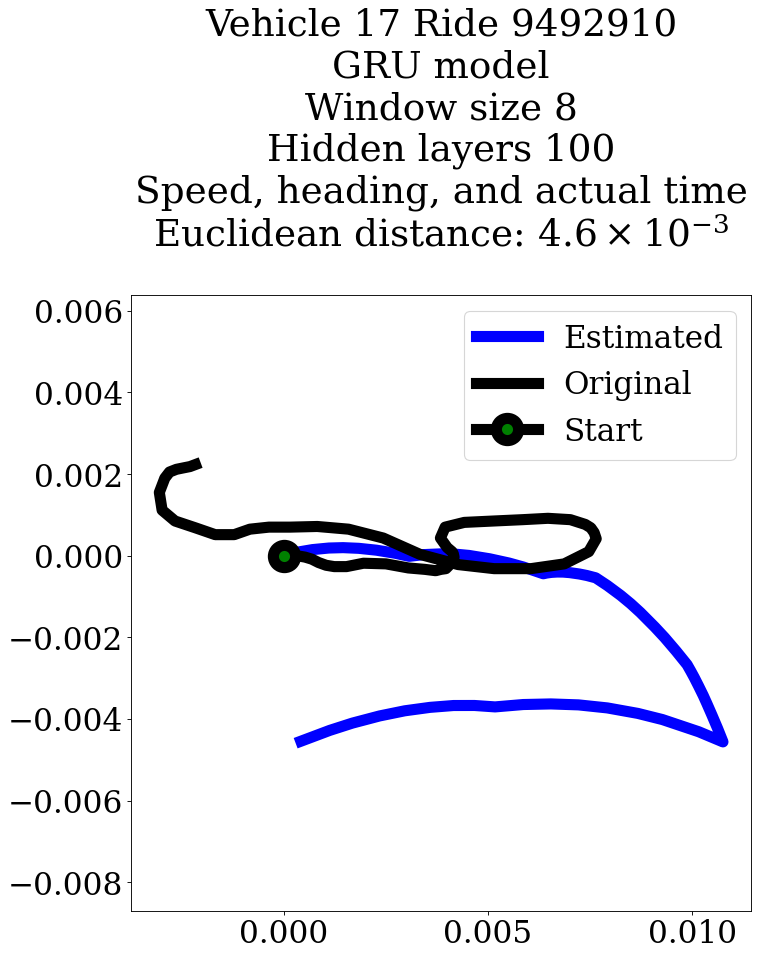 Vehicle 17 Ride 9492910
GRU model
Window size 8
Hidden layers 100
Speed, heading, and actual time
Euclidean distance: 4.6 × 10⁻³
Estimated
Original
Start
0.006
0.004
0.002
0.000
−0.002
−0.004
−0.006
−0.008
0.000 0.005 0.010